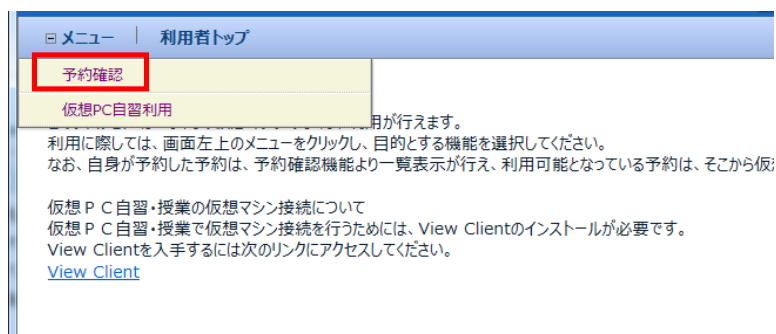 メニュー
利用者トップ
予約確認
仮想PC自習利用
用が行えます。
利用に際しては、画面左上のメニューをクリックし、目的とする機能を選択してください。
なお、自身が予約した予約は、予約確認機能より一覧表示が行え、利用可能となっている予約は、そこから仮想
仮想ＰＣ自習・授業の仮想マシン接続について
仮想ＰＣ自習・授業で仮想マシン接続を行うためには、View Clientのインストールが必要です。
View Clientを入手するには次のリンクにアクセスしてください。
View Client